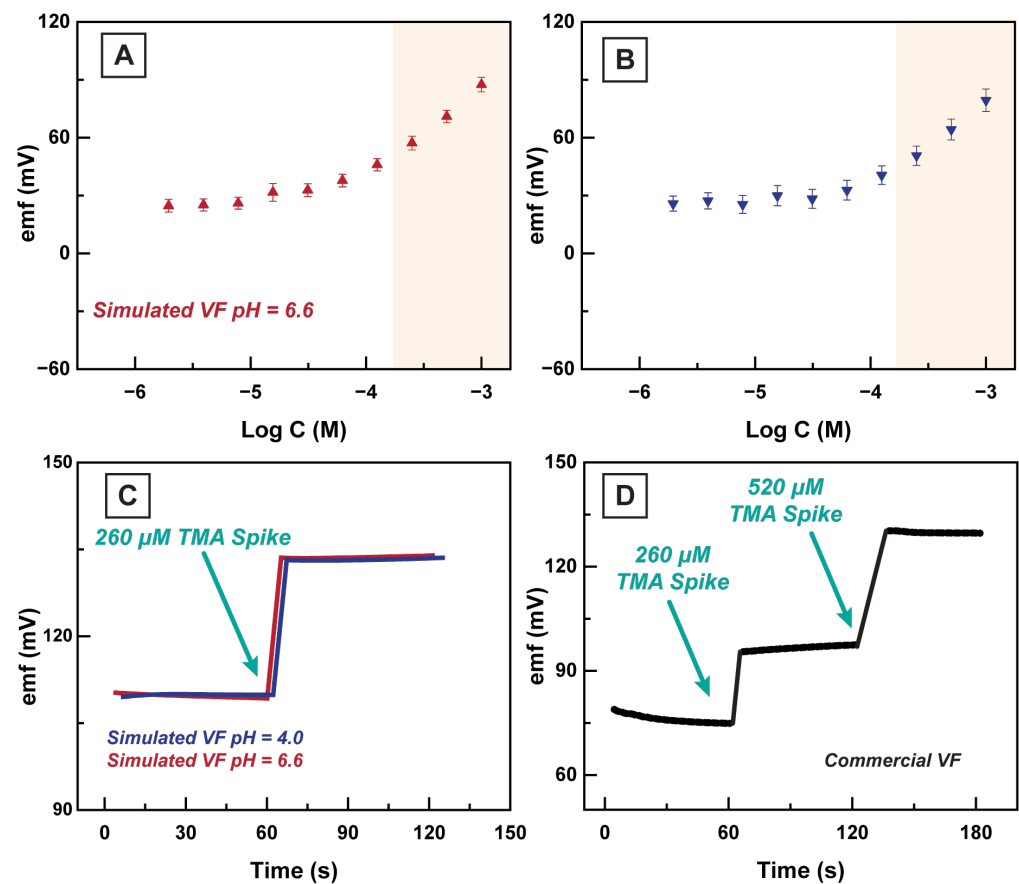 A
120
60
0
−60
emf (mV)
Simulated VF pH = 6.6
−6
−5
−4
−3
Log C (M)
B
120
60
0
−60
emf (mV)
−6
−5
−4
−3
Log C (M)
C
150
120
90
emf (mV)
260 µM TMA Spike
Simulated VF pH = 4.0
Simulated VF pH = 6.6
0
30
60
90
120
150
Time (s)
D
150
120
90
60
emf (mV)
520 µM
TMA Spike
260 µM
TMA Spike
Commercial VF
0
60
120
180
Time (s)